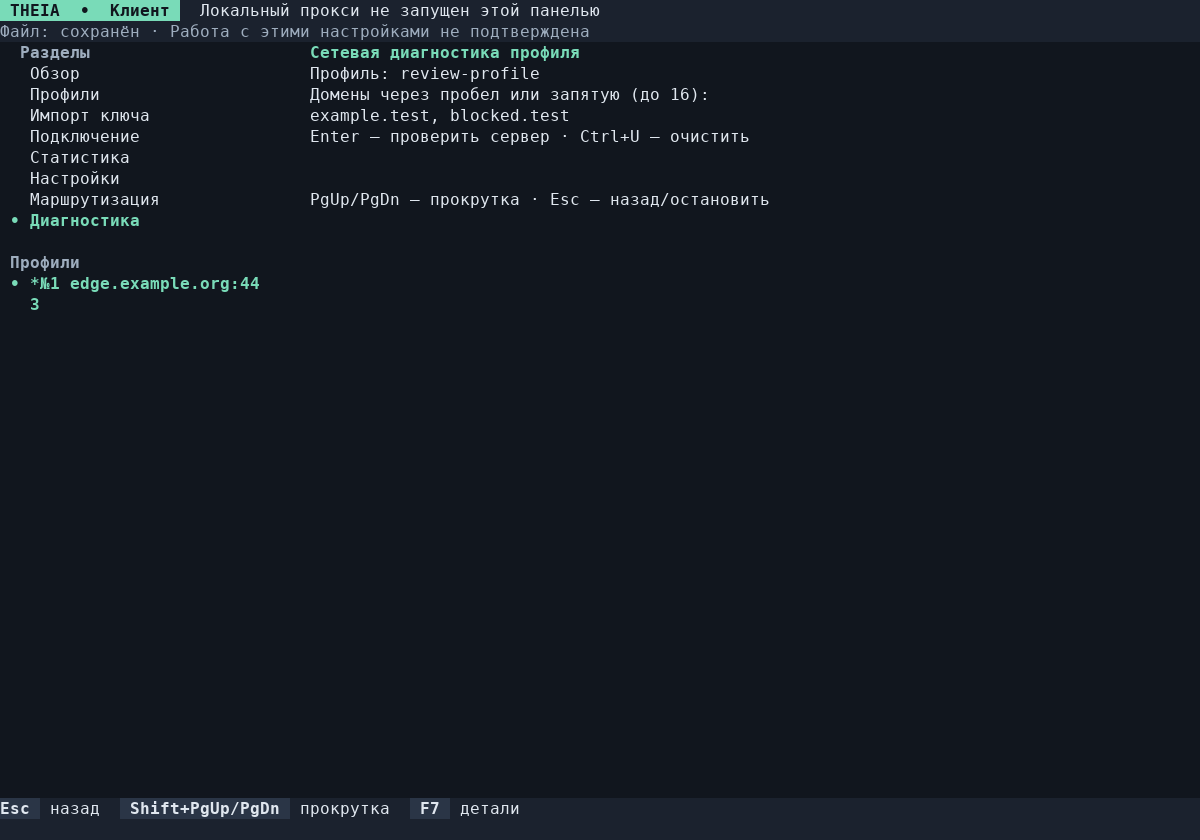 THEIA • Клиент Локальный прокси не запущен этой панелью
Файл: сохранён · Работа с этими настройками не подтверждена
Разделы
Обзор
Профили
Импорт ключа
Подключение
Статистика
Настройки
Маршрутизация
• Диагностика
Профили
• *№1 edge.example.org:44
3
Сетевая диагностика профиля
Профиль: review-profile
Домены через пробел или запятую (до 16):
example.test, blocked.test
Enter — проверить сервер · Ctrl+U — очистить
PgUp/PgDn — прокрутка · Esc — назад/остановить
Esc назад Shift+PgUp/PgDn прокрутка F7 детали